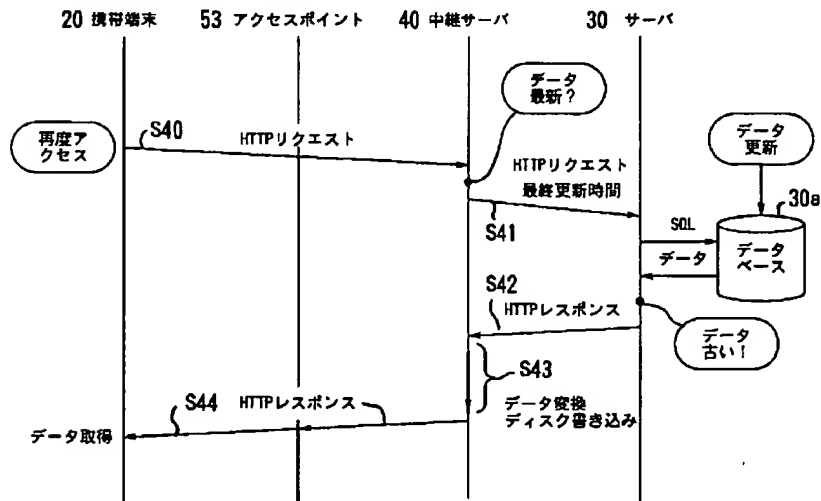 20 携帯端末
53 アクセスポイント
40 中継サーバ
30 サーバ
データ
最新？
再度ア
クセス
S40
HTTPリクエスト
データ
更新
HTTPリクエスト
最終更新時間
30a
S41
SQL
データ
データ
ベース
S42
HTTPレスポンス
データ
古い！
S43
S44
HTTPレスポンス
データ変換
ディスク書き込み
データ取得